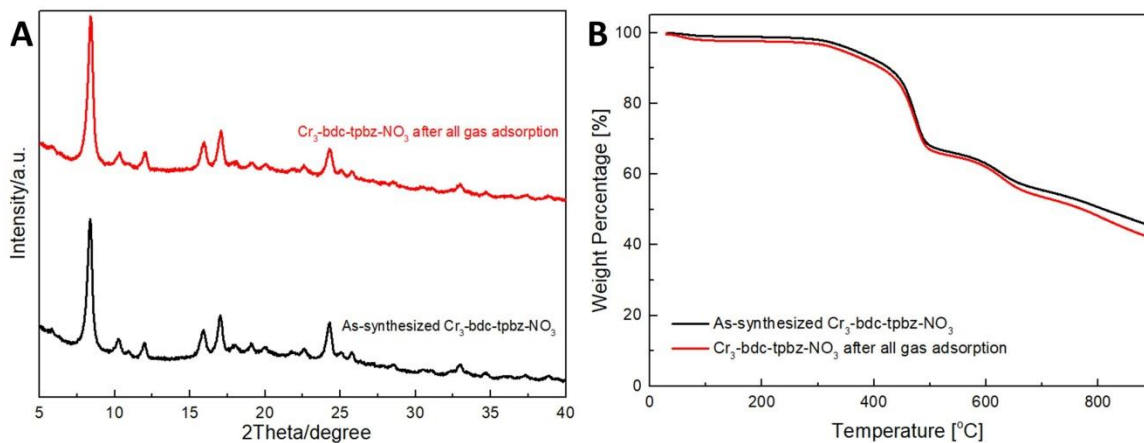 A
Intensity/a.u.
Cr₃-bdc-tpbz-NO₃ after all gas adsorption
As-synthesized Cr₃-bdc-tpbz-NO₃
5 10 15 20 25 30 35 40
2Theta/degree
B
Weight Percentage [%]
100
80
60
40
20
0
As-synthesized Cr₃-bdc-tpbz-NO₃
Cr₃-bdc-tpbz-NO₃ after all gas adsorption
0 200 400 600 800
Temperature [°C]